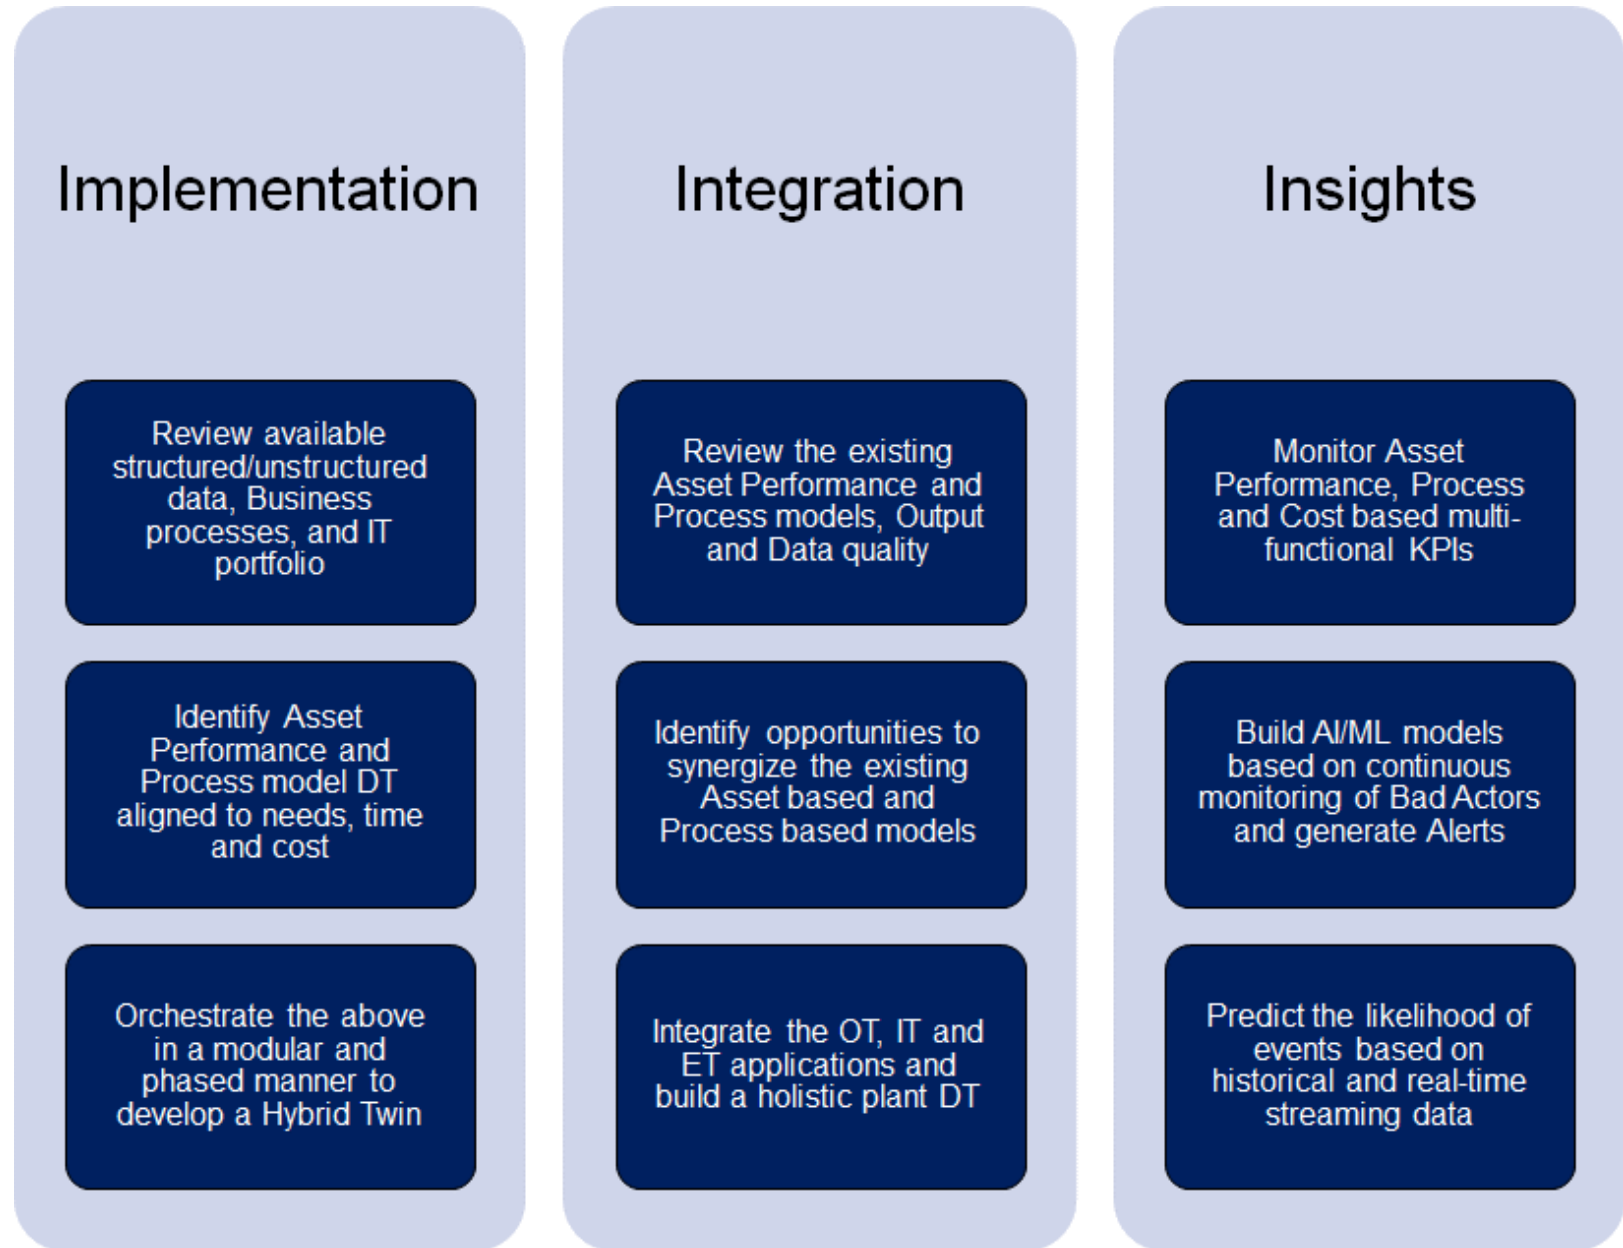 Implementation
Review available
structured/unstructured
data, Business
processes, and IT
portfolio
Identify Asset
Performance and
Process model DT
aligned to needs, time
and cost
Orchestrate the above
in a modular and
phased manner to
develop a Hybrid Twin
Integration
Review the existing
Asset Performance and
Process models, Output
and Data quality
Identify opportunities to
synergize the existing
Asset based and
Process based models
Integrate the OT, IT and
ET applications and
build a holistic plant DT
Insights
Monitor Asset
Performance, Process
and Cost based multi-
functional KPIs
Build AI/ML models
based on continuous
monitoring of Bad Actors
and generate Alerts
Predict the likelihood of
events based on
historical and real-time
streaming data